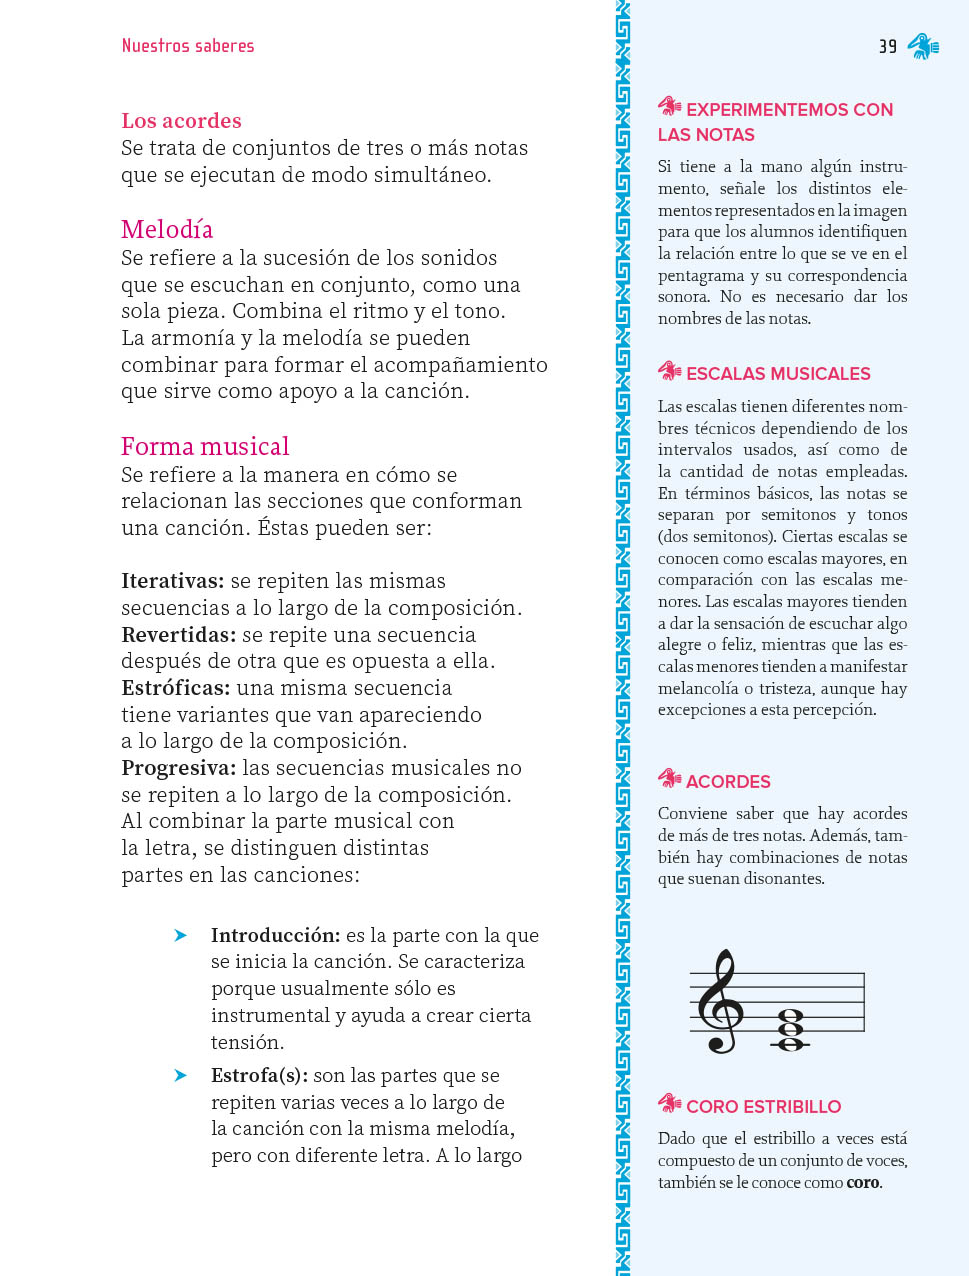 Nuestros saberes
39
Los acordes
Se trata de conjuntos de tres o más notas
que se ejecutan de modo simultáneo.
Melodía
Se refiere a la sucesión de los sonidos
que se escuchan en conjunto, como una
sola pieza. Combina el ritmo y el tono.
La armonía y la melodía se pueden
combinar para formar el acompañamiento
que sirve como apoyo a la canción.
Forma musical
Se refiere a la manera en cómo se
relacionan las secciones que conforman
una canción. Éstas pueden ser:
Iterativas: se repiten las mismas
secuencias a lo largo de la composición.
Revertidas: se repite una secuencia
después de otra que es opuesta a ella.
Estróficas: una misma secuencia
tiene variantes que van apareciendo
a lo largo de la composición.
Progresiva: las secuencias musicales no
se repiten a lo largo de la composición.
Al combinar la parte musical con
la letra, se distinguen distintas
partes en las canciones:
Introducción: es la parte con la que
se inicia la canción. Se caracteriza
porque usualmente sólo es
instrumental y ayuda a crear cierta
tensión.
Estrofa(s): son las partes que se
repiten varias veces a lo largo de
la canción con la misma melodía,
pero con diferente letra. A lo largo
EXPERIMENTEMOS CON
LAS NOTAS
Si tiene a la mano algún instru-
mento, señale los distintos ele-
mentos representados en la imagen
para que los alumnos identifiquen
la relación entre lo que se ve en el
pentagrama y su correspondencia
sonora. No es necesario dar los
nombres de las notas.
ESCALAS MUSICALES
Las escalas tienen diferentes nom-
bres técnicos dependiendo de los
intervalos usados, así como de
la cantidad de notas empleadas.
En términos básicos, las notas se
separan por semitonos y tonos
(dos semitonos). Ciertas escalas se
conocen como escalas mayores, en
comparación con las escalas me-
nores. Las escalas mayores tienden
a dar la sensación de escuchar algo
alegre o feliz, mientras que las es-
calas menores tienden a manifestar
melancolía o tristeza, aunque hay
excepciones a esta percepción.
ACORDES
Conviene saber que hay acordes
de más de tres notas. Además, tam-
bién hay combinaciones de notas
que suenan disonantes.
CORO ESTRIBILLO
Dado que el estribillo a veces está
compuesto de un conjunto de voces,
también se le conoce como coro.